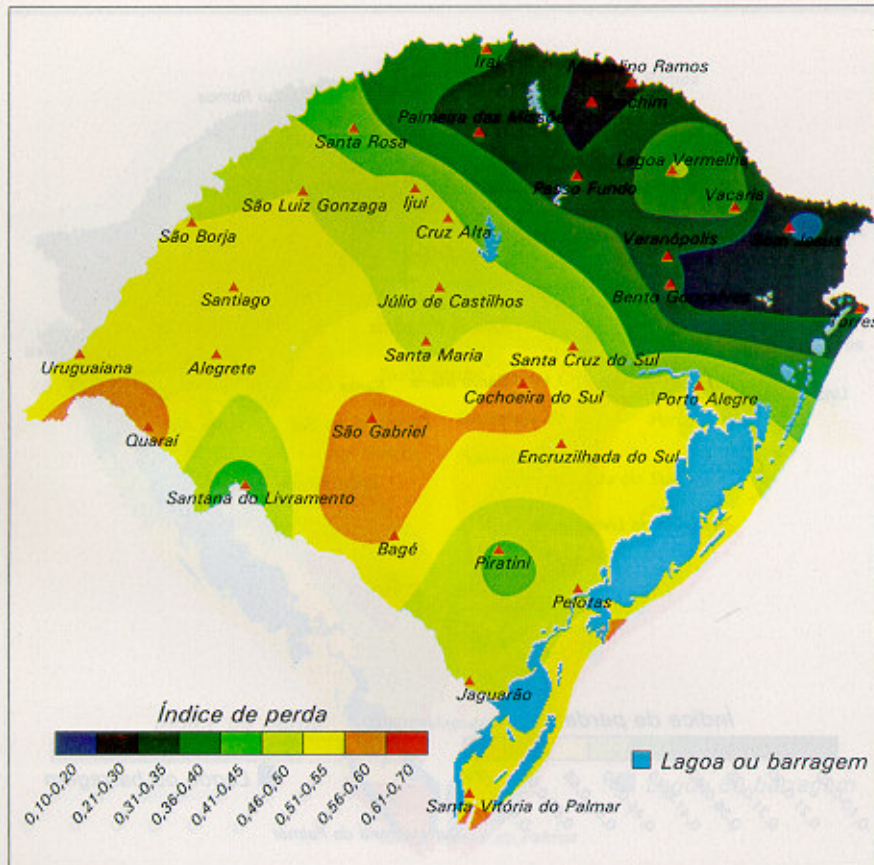 Iraí
Marcelino Ramos
Erechim
Palmeira das Missões
Santa Rosa
Lagoa Vermelha
Passo Fundo
Vacaria
São Luiz Gonzaga
Ijuí
Cruz Alta
São Borja
Bom Jesus
Veranópolis
Santiago
Júlio de Castilhos
Bento Gonçalves
Torres
Uruguaiana
Alegrete
Santa Maria
Santa Cruz do Sul
Cachoeira do Sul
Porto Alegre
Quaraí
São Gabriel
Encruzilhada do Sul
Santana do Livramento
Bagé
Piratini
Pelotas
Jaguarão
Índice de perda
0,10-0,20
0,21-0,30
0,31-0,35
0,36-0,40
0,41-0,45
0,46-0,50
0,51-0,55
0,56-0,60
0,61-0,70
Lagoa ou barragem
Santa Vitória do Palmar